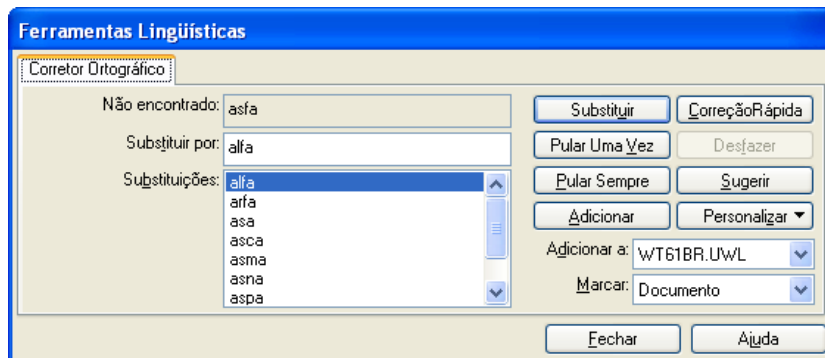 Ferramentas Lingüísticas
Corretor Ortográfico
Não encontrado: asfa
Substituir por: alfa
Substituições: alfa
arfa
asa
asca
asma
asna
aspa
Substituir CorreçãoRápida
Pular Uma Vez Desfazer
Pular Sempre Sugerir
Adicionar Personalizar
Adicionar a: WT61BR.UWL
Marcar: Documento
Fechar Ajuda